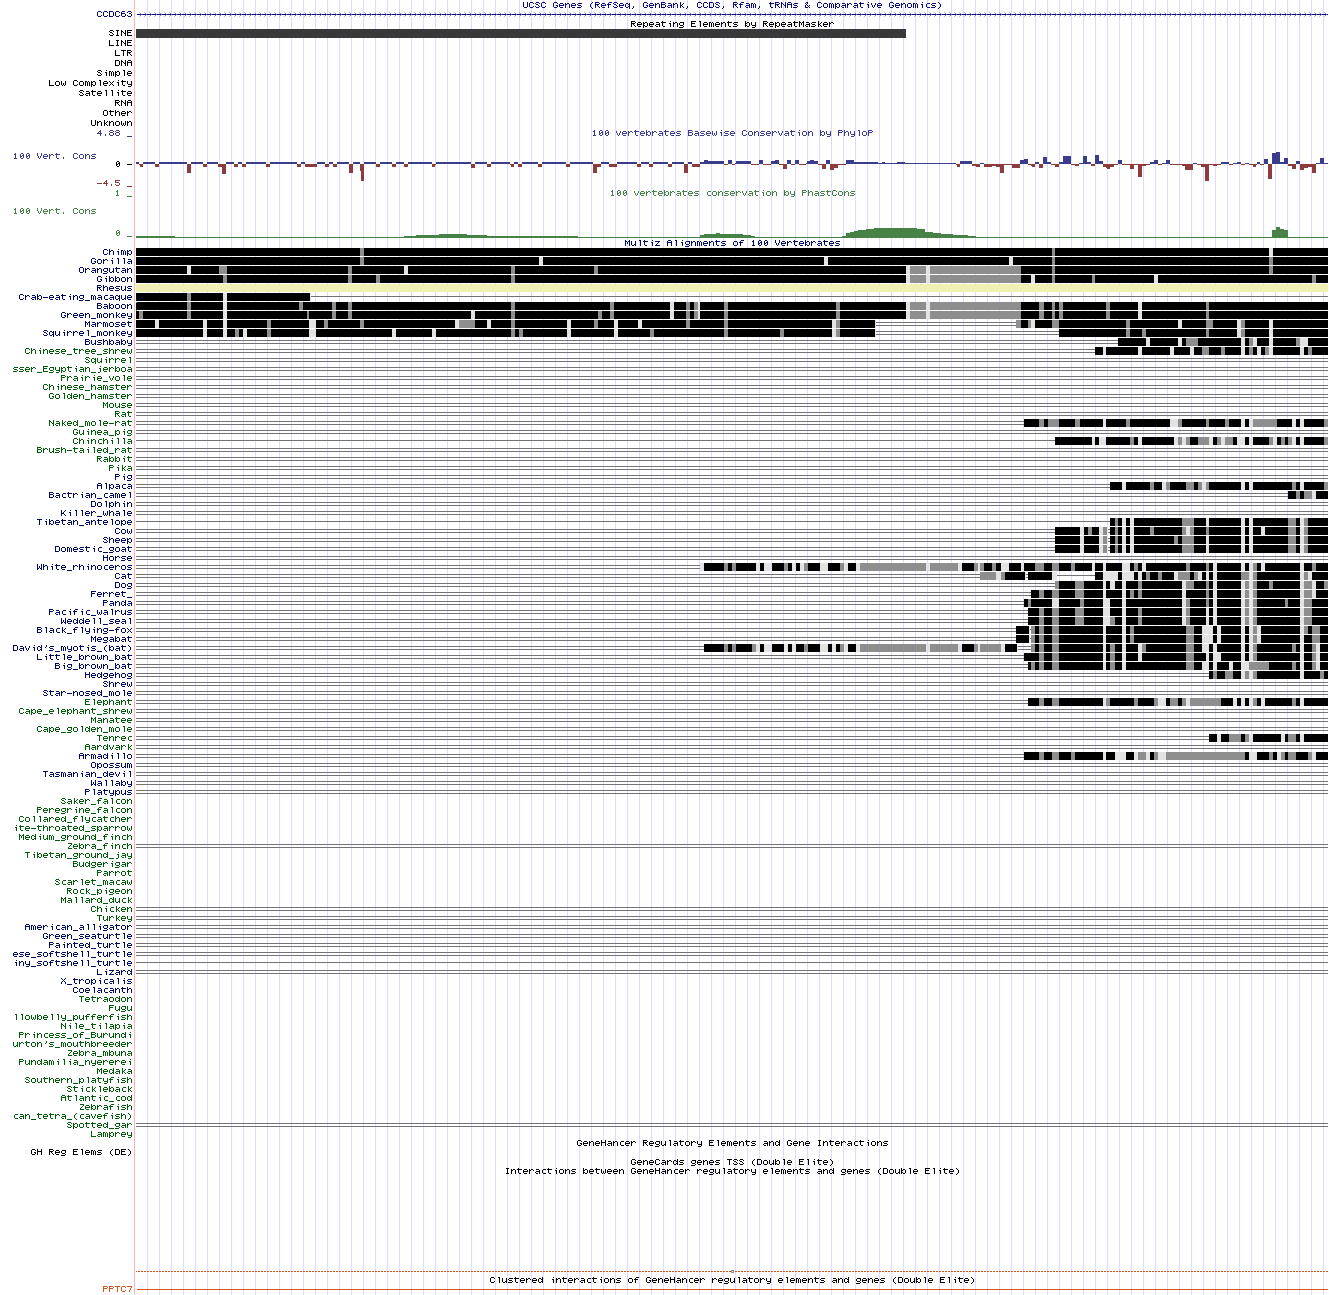 UCSC Genes (RefSeq, GenBank, CCDS, Rfam, tRNAs & Comparative Genomics)
CCDC63
Repeating Elements by RepeatMasker
SINE
LINE
LTR
DNA
Simple
Low Complexity
Satellite
RNA
Other
Unknown
4.88 _
100 vertebrates Basewise Conservation by PhyloP
100 Vert. Cons
0 -
-4.5 _
1 _
100 vertebrates conservation by PhastCons
100 Vert. Cons
0 _
Multiz Alignments of 100 Vertebrates
Chimp
Gorilla
Orangutan
Gibbon
Rhesus
Crab-eating_macaque
Baboon
Green_monkey
Marmoset
Squirrel_monkey
Bushbaby
Chinese_tree_shrew
Squirrel
sser_Egyptian_jerboa
Prairie_vole
Chinese_hamster
Golden_hamster
Mouse
Rat
Naked_mole-rat
Guinea_pig
Chinchilla
Brush-tailed_rat
Rabbit
Pika
Pig
Alpaca
Bactrian_camel
Dolphin
Killer_whale
Tibetan_antelope
Cow
Sheep
Domestic_goat
Horse
White_rhinoceros
Cat
Dog
Ferret_
Panda
Pacific_walrus
Weddell_seal
Black_flying-fox
Megabat
David's_myotis_(bat)
Little_brown_bat
Big_brown_bat
Hedgehog
Shrew
Star-nosed_mole
Elephant
Cape_elephant_shrew
Manatee
Cape_golden_mole
Tenrec
Aardvark
Armadillo
Opossum
Tasmanian_devil
Wallaby
Platypus
Saker_falcon
Peregrine_falcon
Collared_flycatcher
ite-throated_sparrow
Medium_ground_finch
Zebra_finch
Tibetan_ground_jay
Budgerigar
Parrot
Scarlet_macaw
Rock_pigeon
Mallard_duck
Chicken
Turkey
American_alligator
Green_seaturtle
Painted_turtle
ese_softshell_turtle
iny_softshell_turtle
Lizard
X_tropicalis
Coelacanth
Tetraodon
Fugu
llowbelly_pufferfish
Nile_tilapia
Princess_of_Burundi
urton's_mouthbreeder
Zebra_mbuna
Pundamilia_nyererei
Medaka
Southern_platyfish
Stickleback
Atlantic_cod
Zebrafish
can_tetra_(cavefish)
Spotted_gar
Lamprey
GeneHancer Regulatory Elements and Gene Interactions
GH Reg Elems (DE)
GeneCards genes TSS (Double Elite)
Interactions between GeneHancer regulatory elements and genes (Double Elite)
Clustered interactions of GeneHancer regulatory elements and genes (Double Elite)
PPTC7